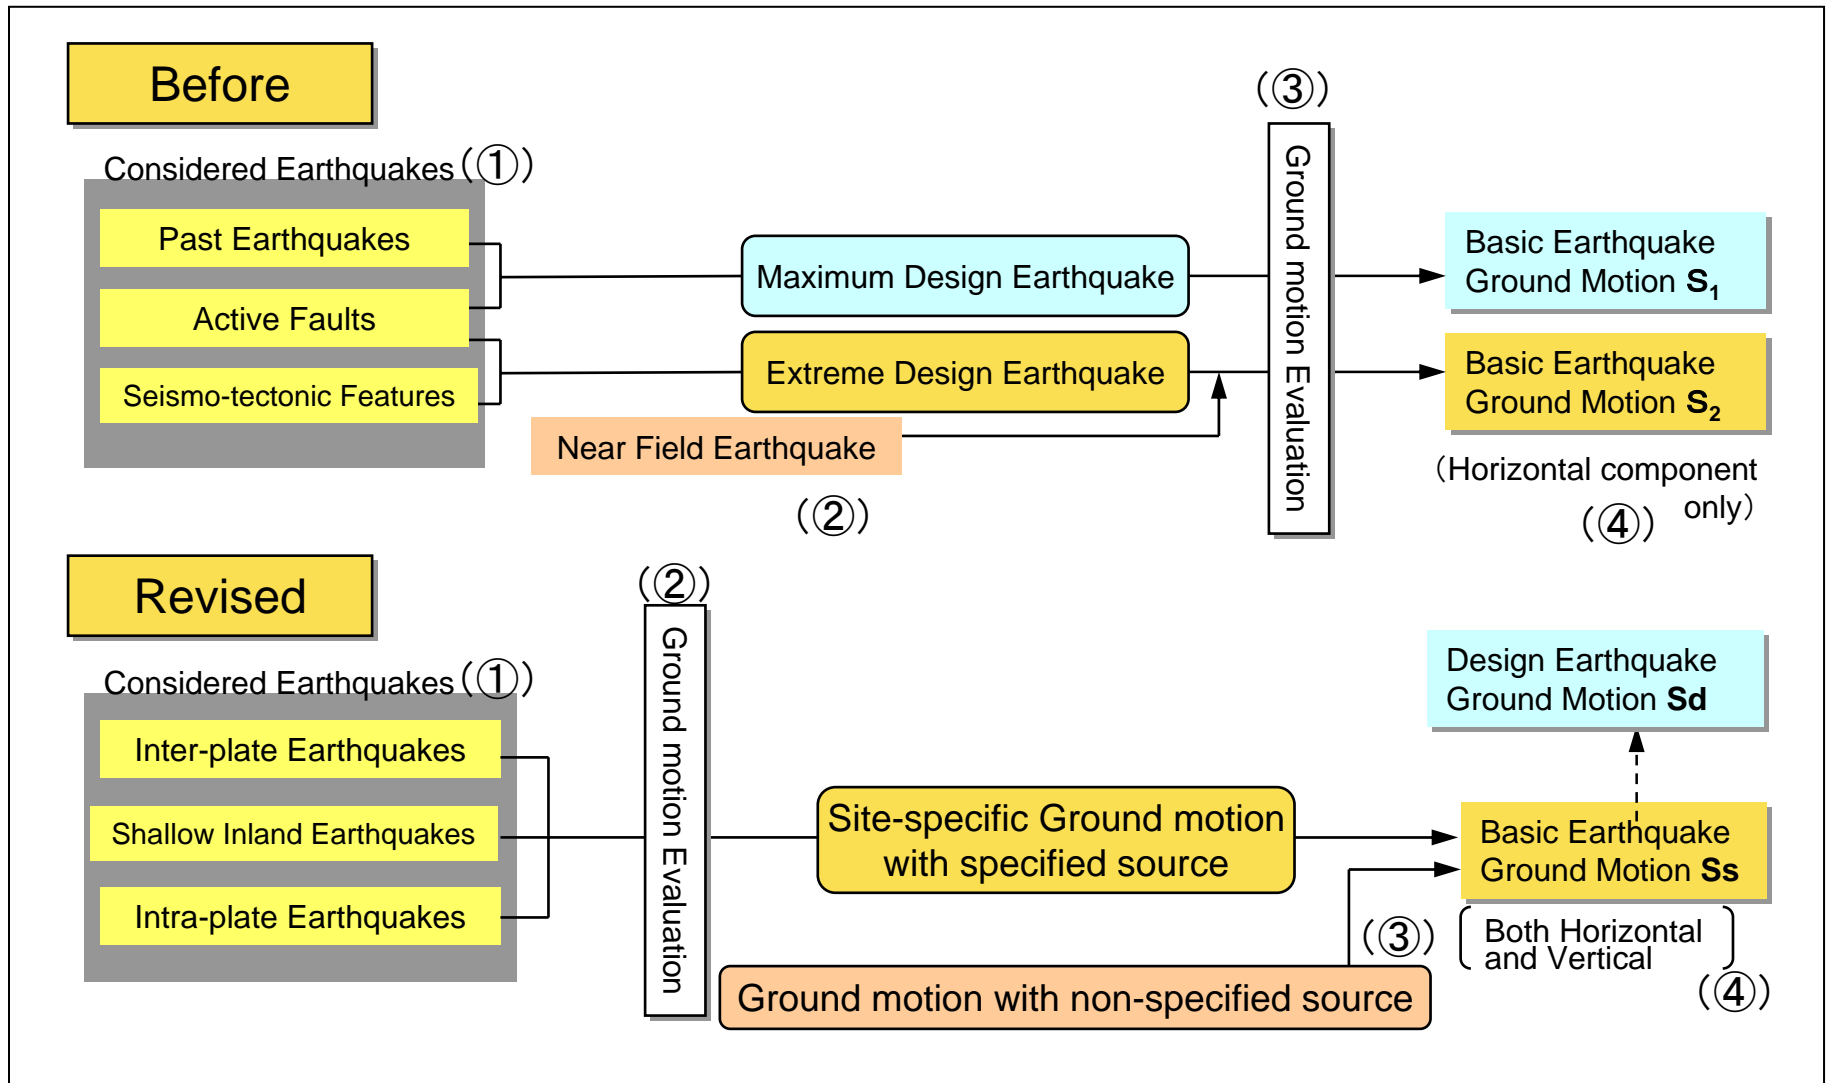 Before
Considered Earthquakes(①)
Past Earthquakes
Active Faults
Seismo-tectonic Features
Maximum Design Earthquake
Extreme Design Earthquake
Near Field Earthquake
(②)
(③)
Ground motion Evaluation
Basic Earthquake
Ground Motion S1
Basic Earthquake
Ground Motion S2
(Horizontal component
only)
(④)
Revised
Considered Earthquakes(①)
Inter-plate Earthquakes
Shallow Inland Earthquakes
Intra-plate Earthquakes
(②)
Ground motion Evaluation
Site-specific Ground motion
with specified source
Ground motion with non-specified source
(③)
Design Earthquake
Ground Motion Sd
Basic Earthquake
Ground Motion Ss
Both Horizontal
and Vertical
(④)